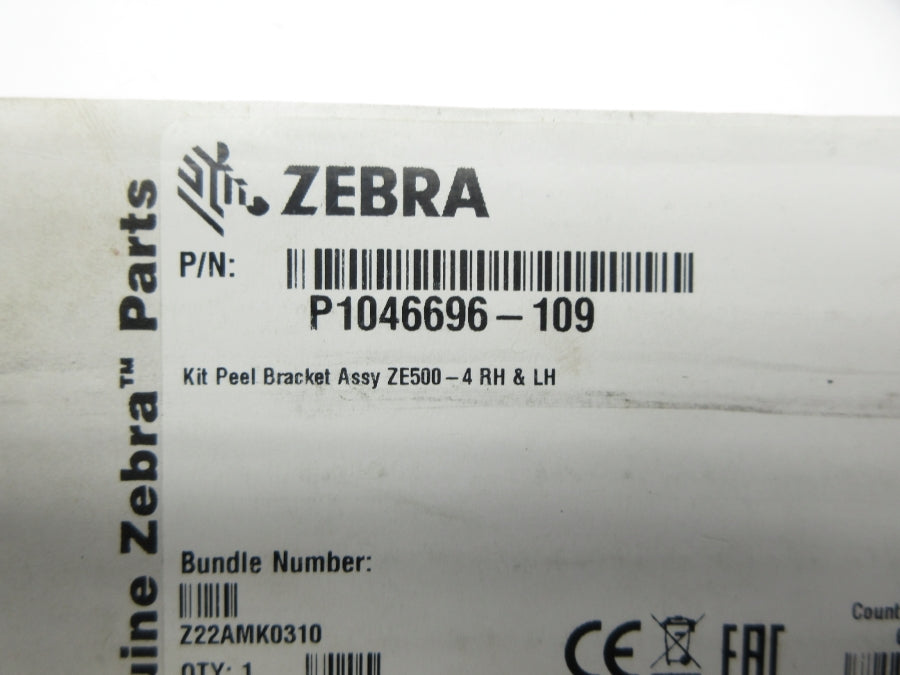 ZEBRA
P/N:
P1046696-109
Kit Peel Bracket Assy ZE500-4 RH & LH
Bundle Number:
Z22AMK0310
QTY: 1
CE
EAC
Zebra™ Parts